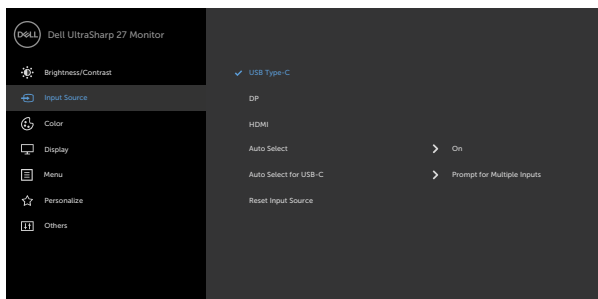 DELL Dell UltraSharp 27 Monitor
Brightness/Contrast
Input Source
Color
Display
Menu
Personalize
Others
USB Type-C
DP
HDMI
Auto Select On
Auto Select for USB-C Prompt for Multiple Inputs
Reset Input Source